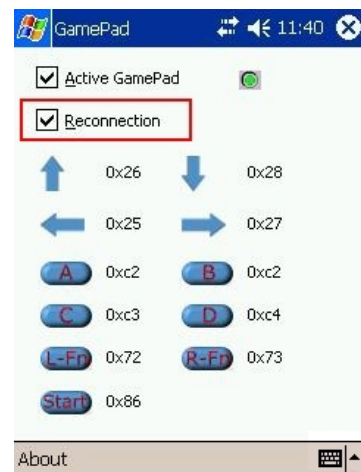 GamePad 11:40
Active GamePad
Reconnection
0x26 0x28
0x25 0x27
A 0xc2 B 0xc2
C 0xc3 D 0xc4
L-Fn 0x72 R-Fn 0x73
Start 0x86
About